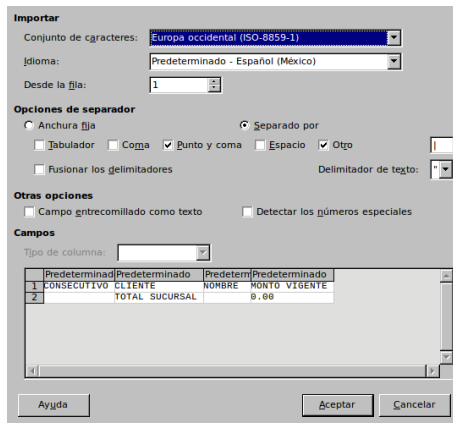 Importar
Conjunto de caracteres: Europa occidental (ISO-8859-1)
Idioma: Predeterminado - Español (México)
Desde la fila: 1
Opciones de separador
Anchura fija Separado por
Tabulador Coma Punto y coma Espacio Otro |
Fusionar los delimitadores Delimitador de texto: "
Otras opciones
Campo entrecomillado como texto Detectar los números especiales
Campos
Tipo de columna:
Predeterminad Predeterminado Predeterm Predeterminado
1 CONSECUTIVO CLIENTE NOMBRE MONTO VIGENTE
2 TOTAL SUCURSAL 0.00
Ayuda Aceptar Cancelar